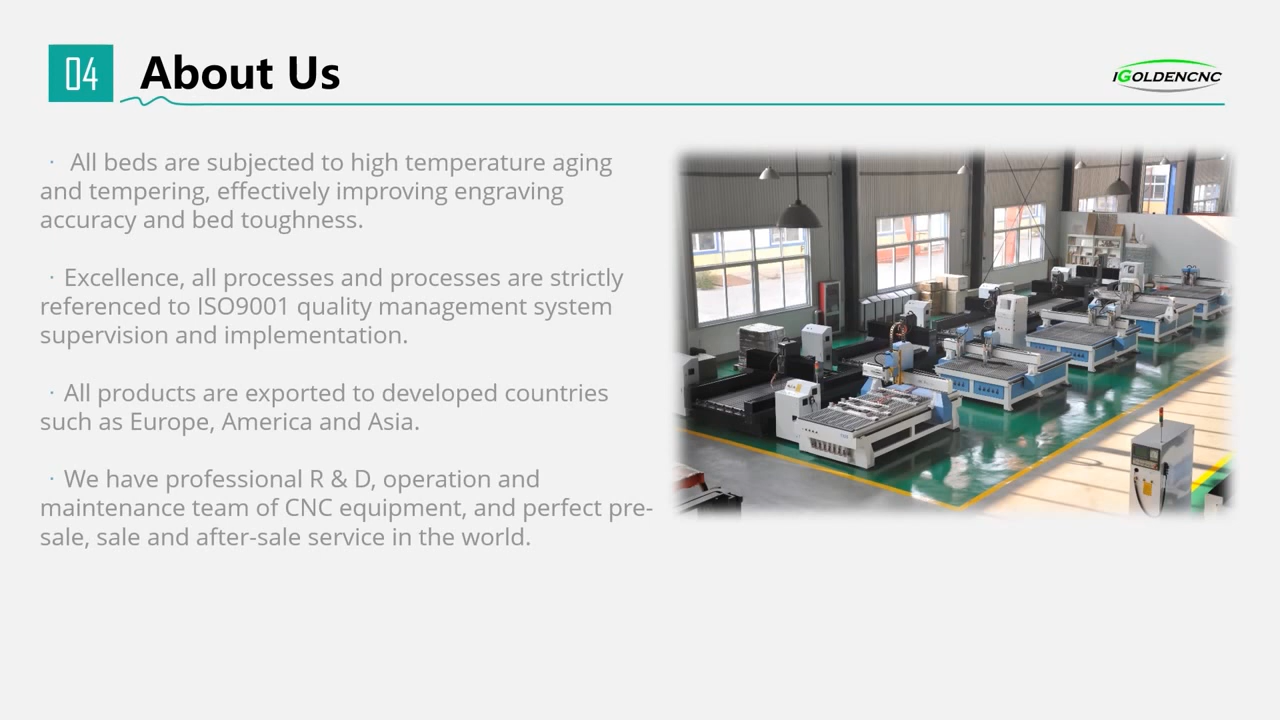 04
About Us
IGOLDENCNC
· All beds are subjected to high temperature aging
and tempering, effectively improving engraving
accuracy and bed toughness.
· Excellence, all processes and processes are strictly
referenced to ISO9001 quality management system
supervision and implementation.
· All products are exported to developed countries
such as Europe, America and Asia.
· We have professional R & D, operation and
maintenance team of CNC equipment, and perfect pre-
sale, sale and after-sale service in the world.